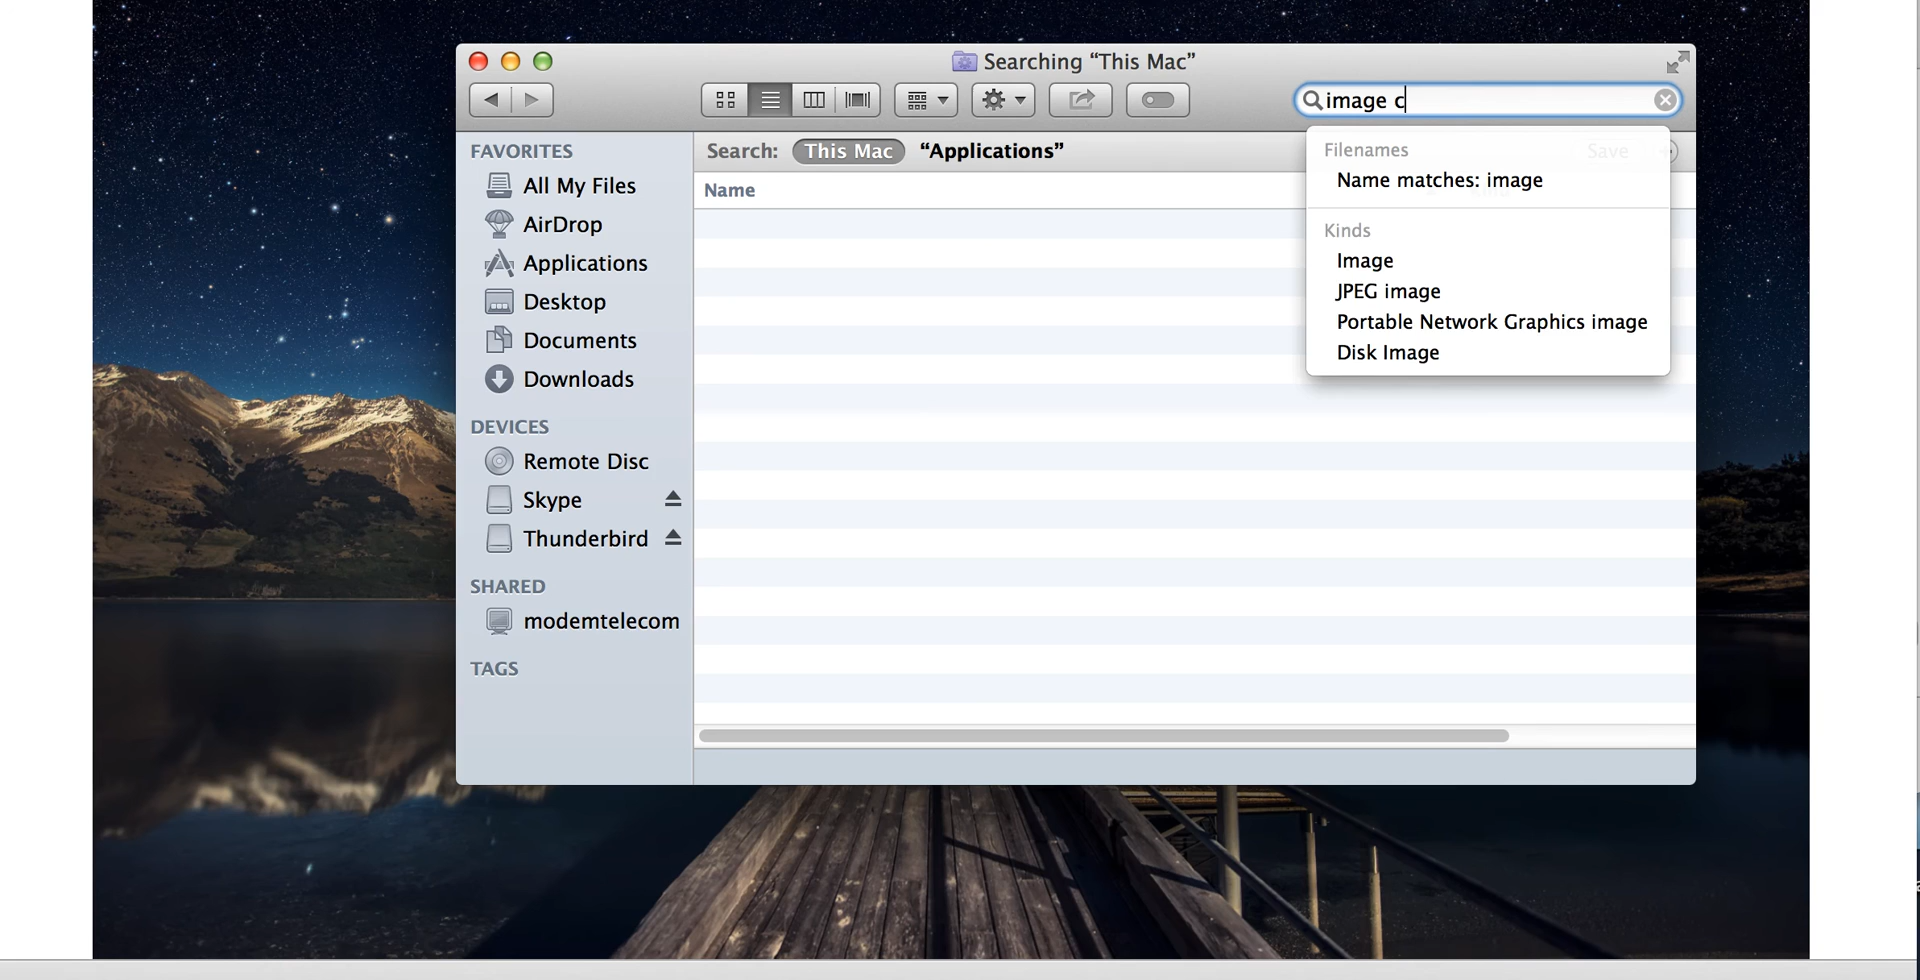 Searching “This Mac”
image c
FAVORITES
All My Files
AirDrop
Applications
Desktop
Documents
Downloads
DEVICES
Remote Disc
Skype
Thunderbird
SHARED
modemtelecom
TAGS
Search: This Mac “Applications” Save
Name
Filenames
Name matches: image
Kinds
Image
JPEG image
Portable Network Graphics image
Disk Image